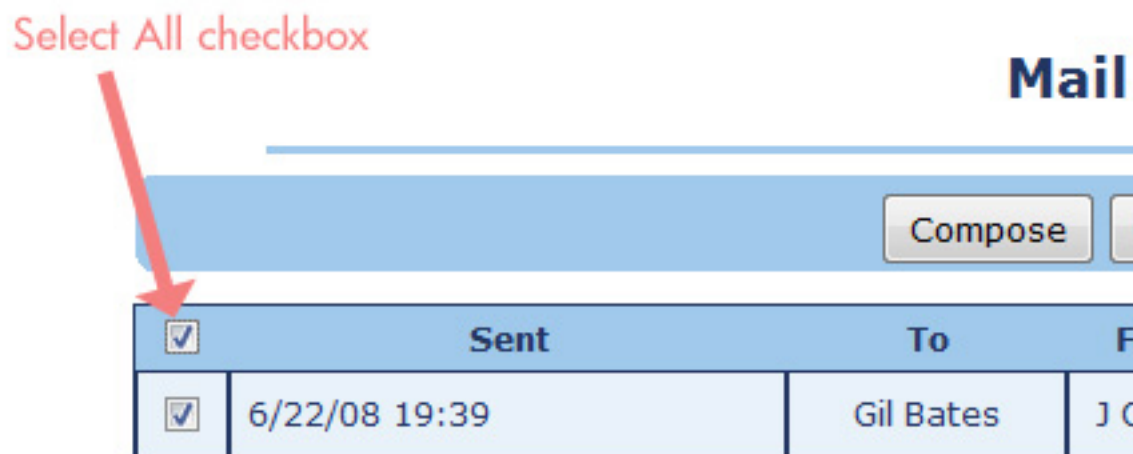 Select All checkbox
Mail
Compose
Sent To F
6/22/08 19:39 Gil Bates J